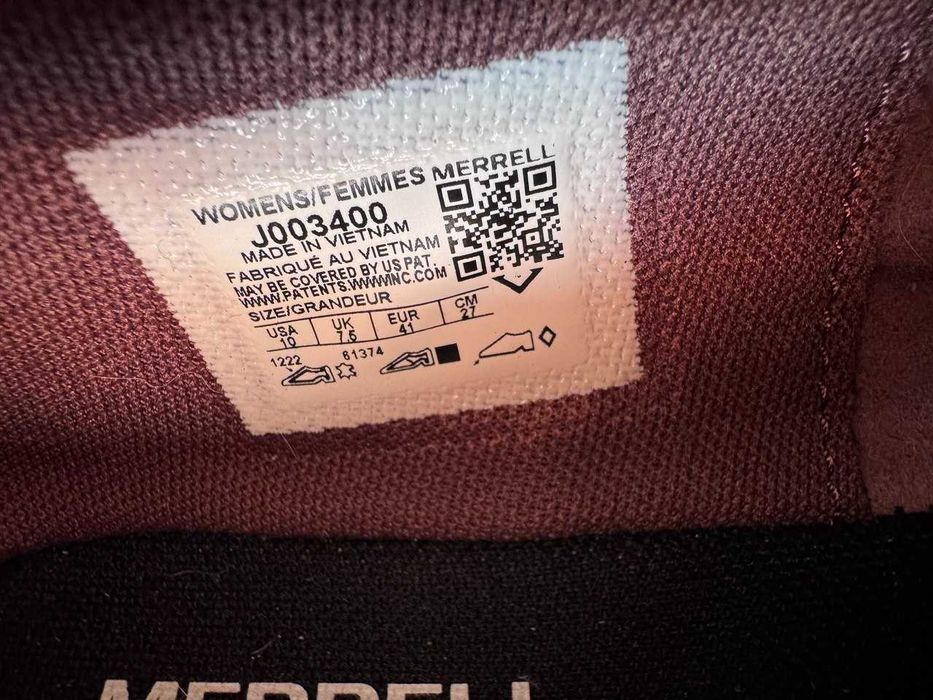 WOMENS/FEMMES MERRELL
J003400
MADE IN VIETNAM
FABRIQUÉ AU VIETNAM
MAY BE COVERED BY US PAT.
WWW.PATENTS.WWWINC.COM
SIZE/GRANDEUR
USA UK EUR CM
10 7.5 41 27
1222 61374
MERRELL